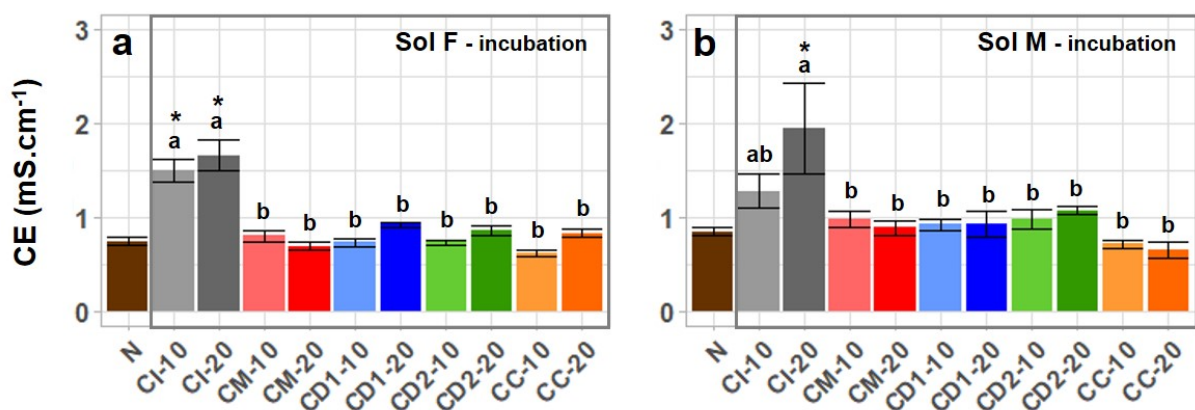 a
Sol F - incubation
CE (mS.cm⁻¹)
3
2
1
0
*
a
*
a
b
b
b
b
b
b
b
b
N
CI-10
CI-20
CM-10
CM-20
CD1-10
CD1-20
CD2-10
CD2-20
CC-10
CC-20
b
Sol M - incubation
3
2
1
0
ab
*
a
b
b
b
b
b
b
b
b
N
CI-10
CI-20
CM-10
CM-20
CD1-10
CD1-20
CD2-10
CD2-20
CC-10
CC-20